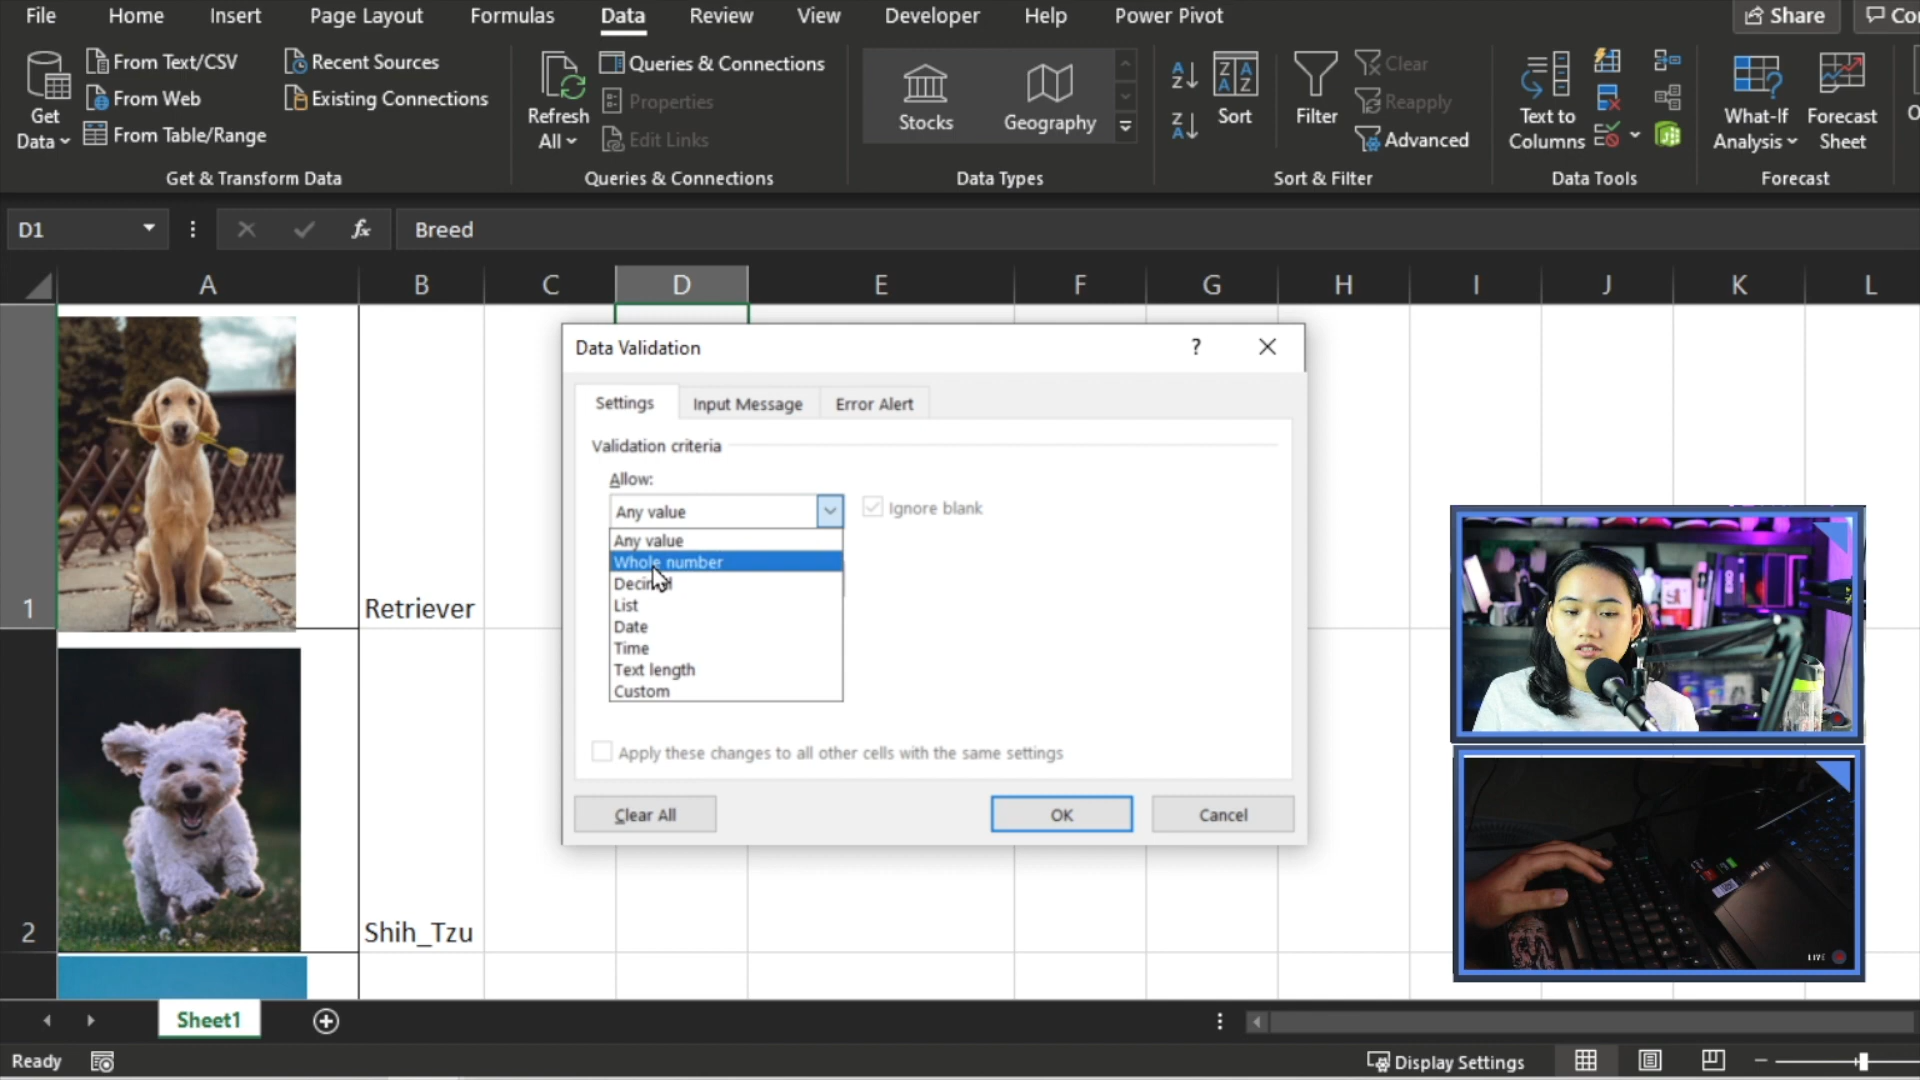 File Home Insert Page Layout Formulas Data Review View Developer Help Power Pivot Share
Get Data
From Text/CSV
From Web
From Table/Range
Recent Sources
Existing Connections
Get & Transform Data
Refresh All
Queries & Connections
Properties
Edit Links
Queries & Connections
Stocks
Geography
Data Types
Sort
Filter
Clear
Reapply
Advanced
Sort & Filter
Text to Columns
Data Tools
What-If Analysis
Forecast Sheet
Forecast
D1 fx Breed
A B C D E F G H I J K L
Data Validation ?
Settings Input Message Error Alert
Validation criteria
Allow:
Any value
Ignore blank
Any value
Whole number
Decimal
List
Date
Time
Text length
Custom
Apply these changes to all other cells with the same settings
Clear All OK Cancel
1 Retriever
2 Shih_Tzu
LIVE
Sheet1
Ready Display Settings